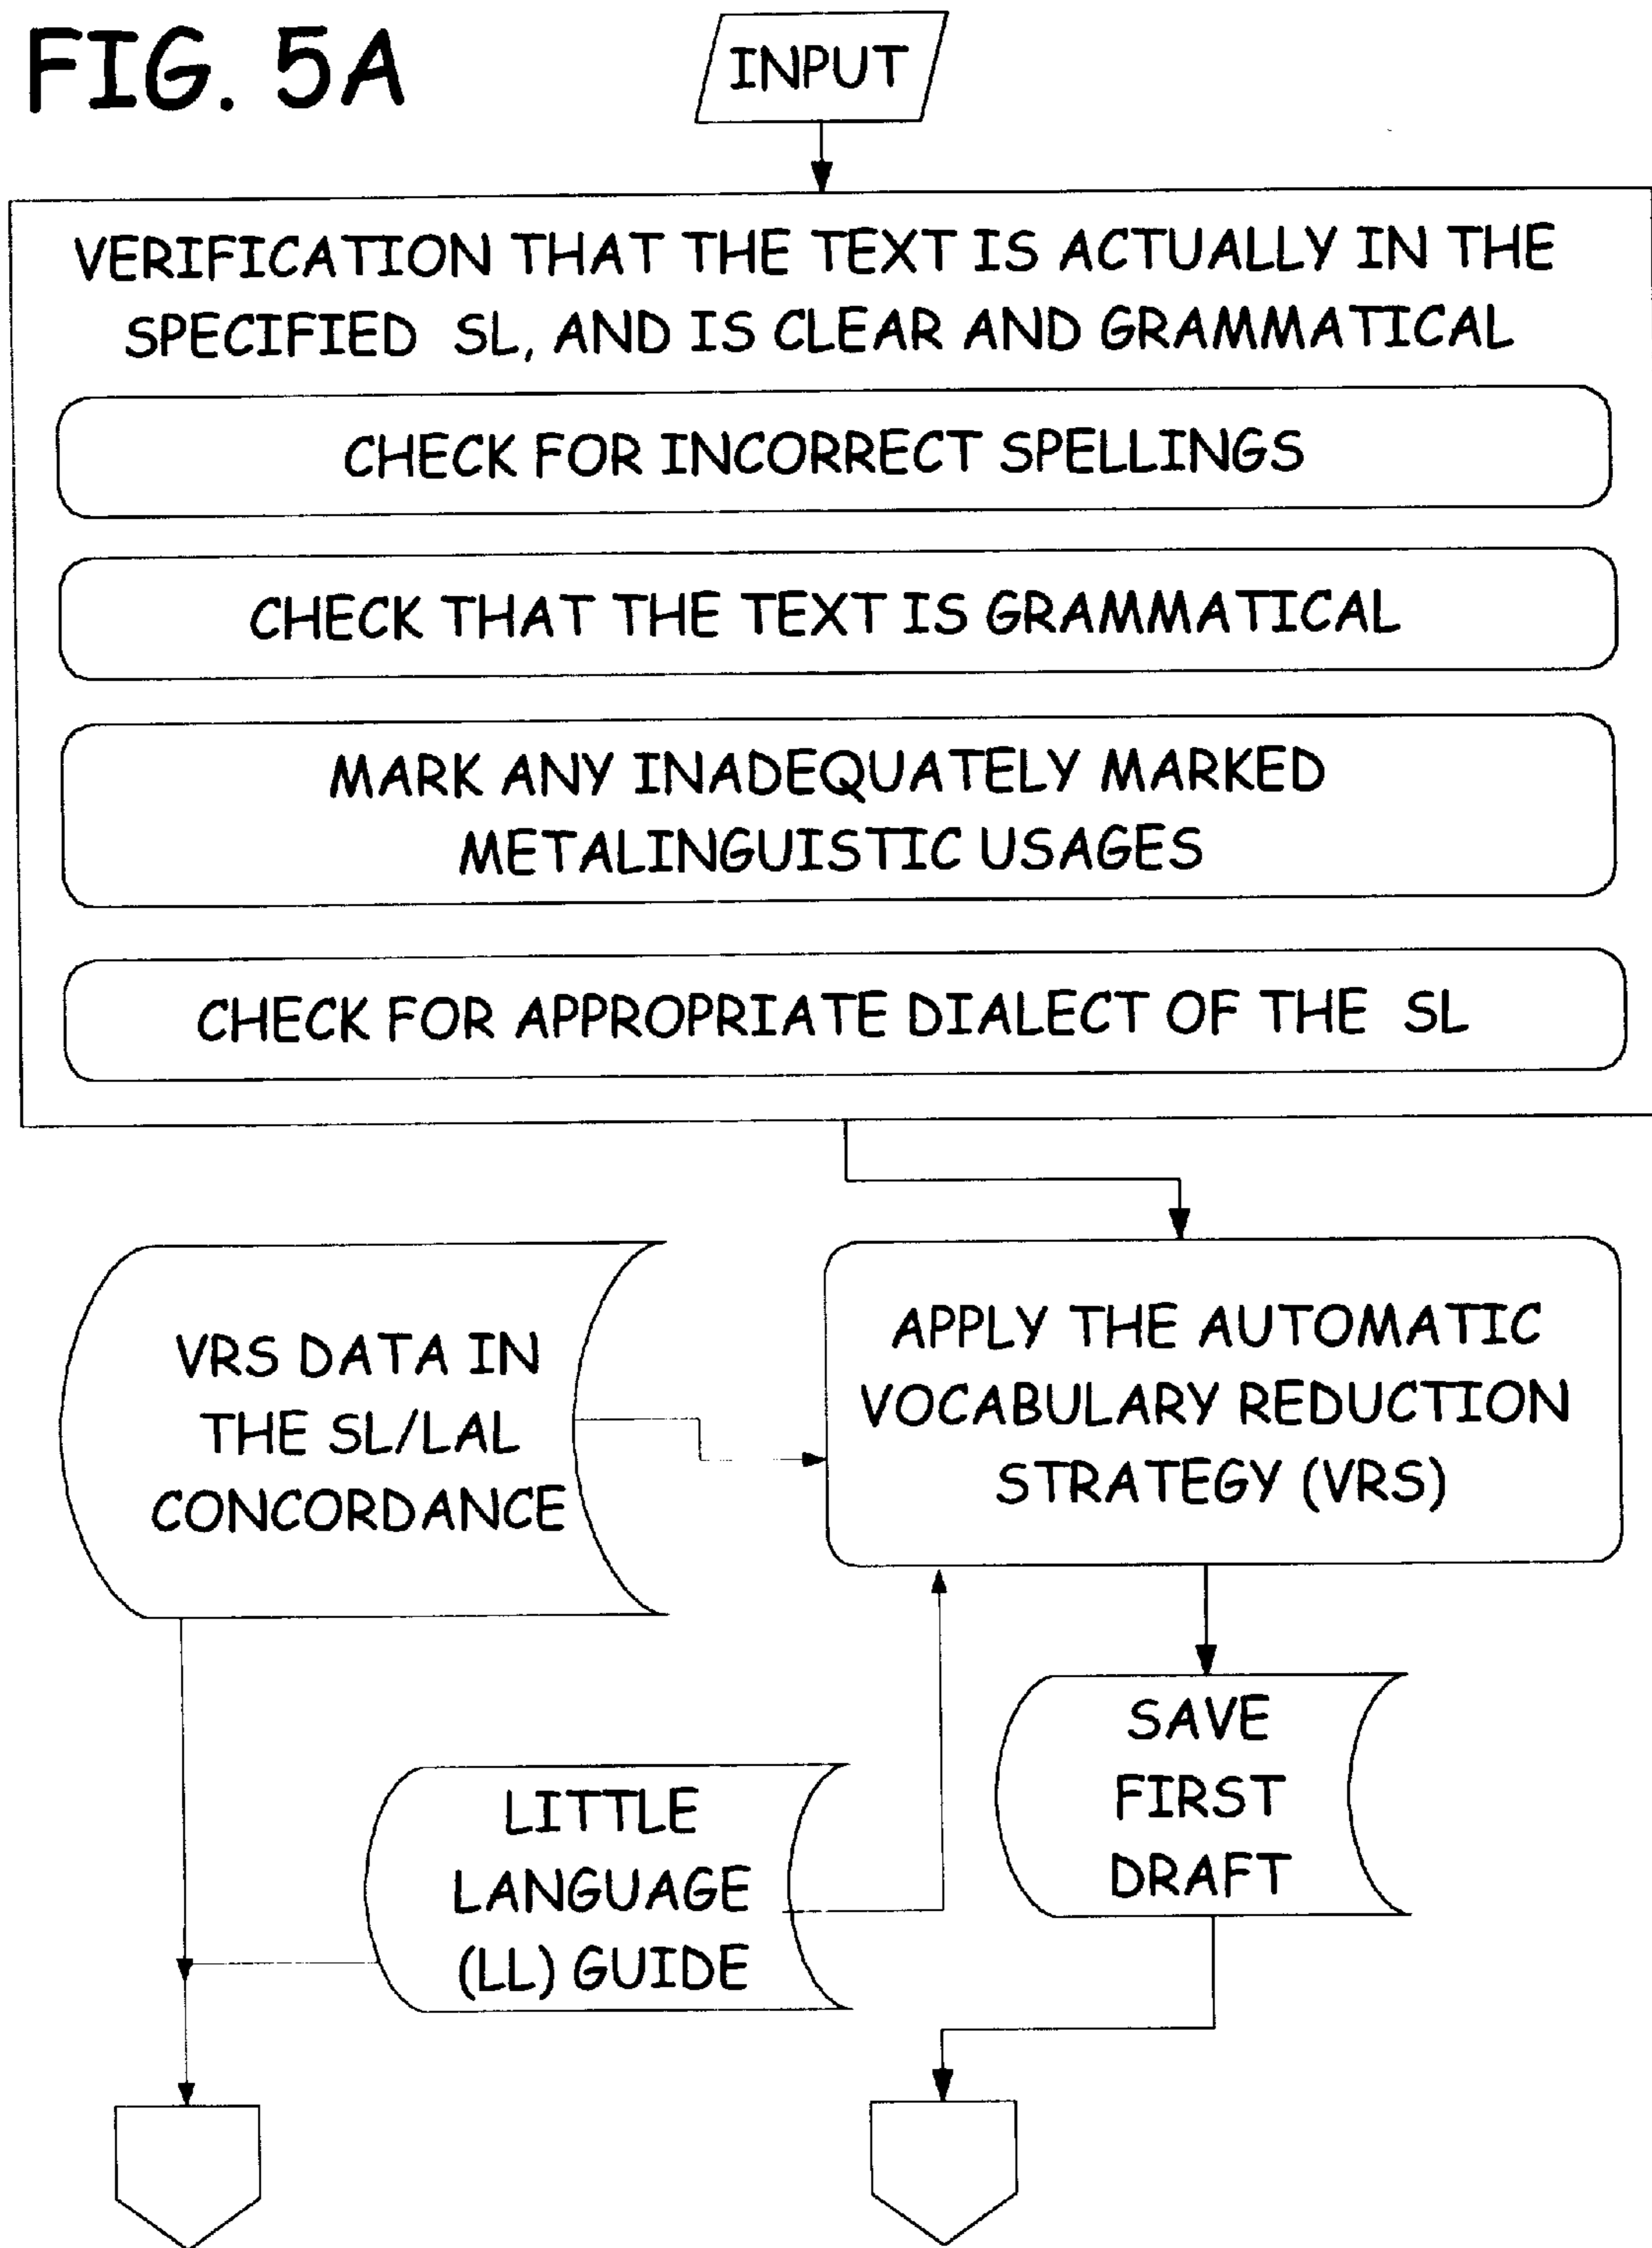 FIG. 5A
INPUT
VERIFICATION THAT THE TEXT IS ACTUALLY IN THE
SPECIFIED SL, AND IS CLEAR AND GRAMMATICAL
CHECK FOR INCORRECT SPELLINGS
CHECK THAT THE TEXT IS GRAMMATICAL
MARK ANY INADEQUATELY MARKED
METALINGUISTIC USAGES
CHECK FOR APPROPRIATE DIALECT OF THE SL
VRS DATA IN
THE SL/LAL
CONCORDANCE
APPLY THE AUTOMATIC
VOCABULARY REDUCTION
STRATEGY (VRS)
LITTLE
LANGUAGE
(LL) GUIDE
SAVE
FIRST
DRAFT